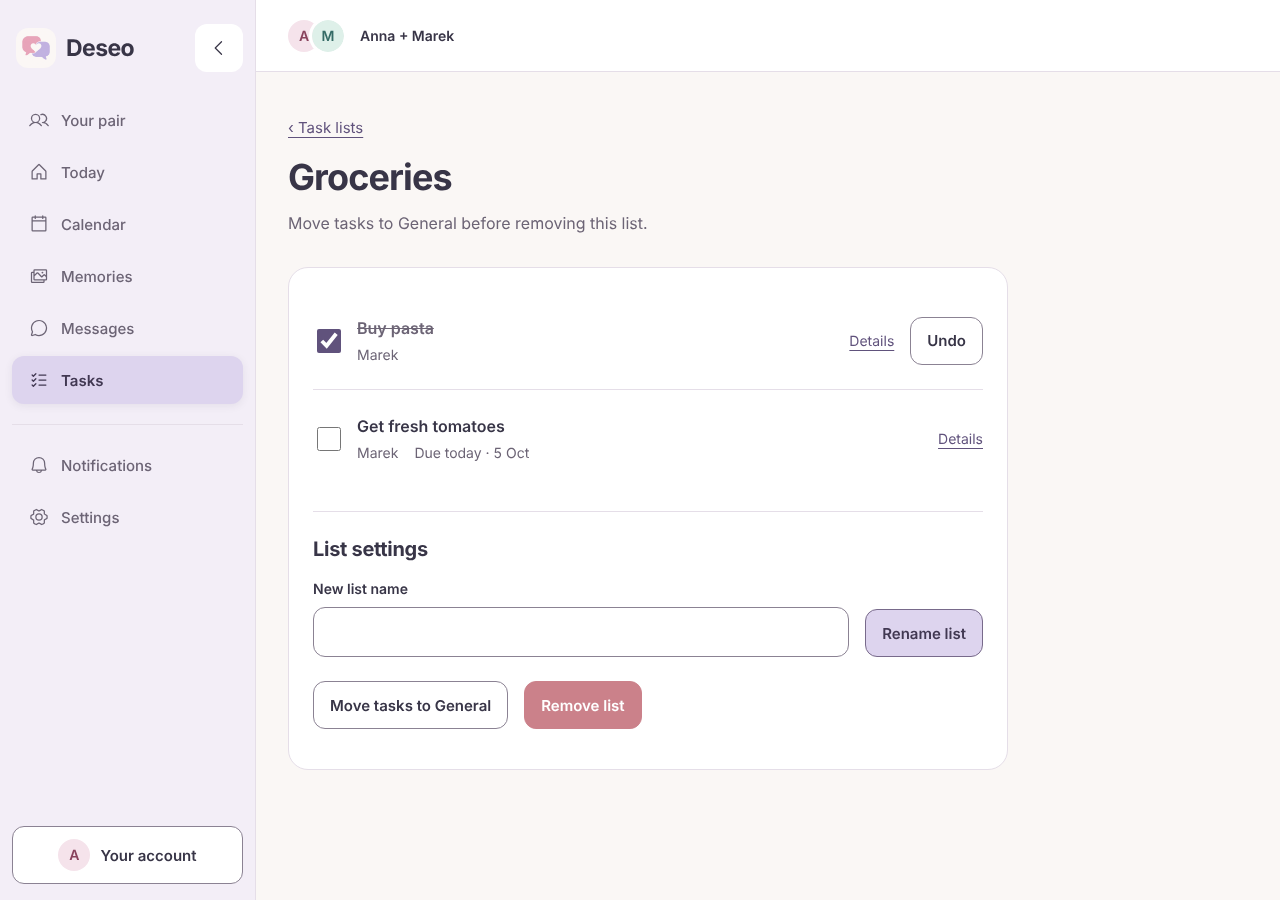 Deseo
Your pair
Today
Calendar
Memories
Messages
Tasks
Notifications
Settings
A Your account
A M Anna + Marek
‹ Task lists
Groceries
Move tasks to General before removing this list.
Buy pasta
Marek
Details
Undo
Get fresh tomatoes
Marek Due today · 5 Oct
Details
List settings
New list name
Rename list
Move tasks to General
Remove list